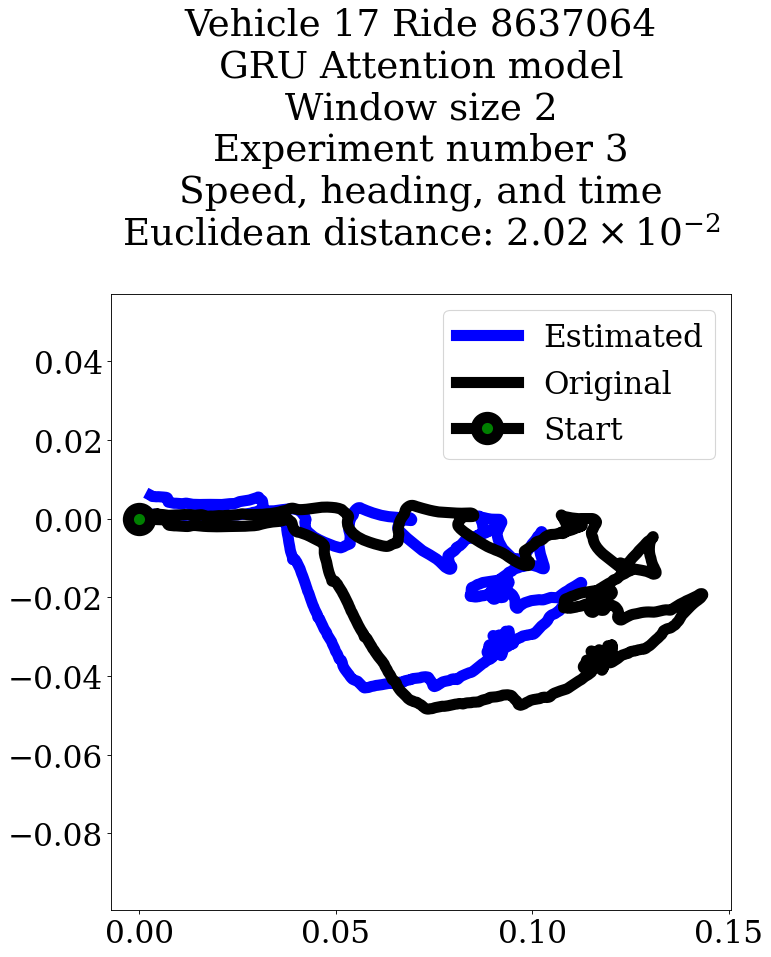 Vehicle 17 Ride 8637064
GRU Attention model
Window size 2
Experiment number 3
Speed, heading, and time
Euclidean distance: 2.02 × 10⁻²
Estimated
Original
Start
0.04
0.02
0.00
−0.02
−0.04
−0.06
−0.08
0.00 0.05 0.10 0.15